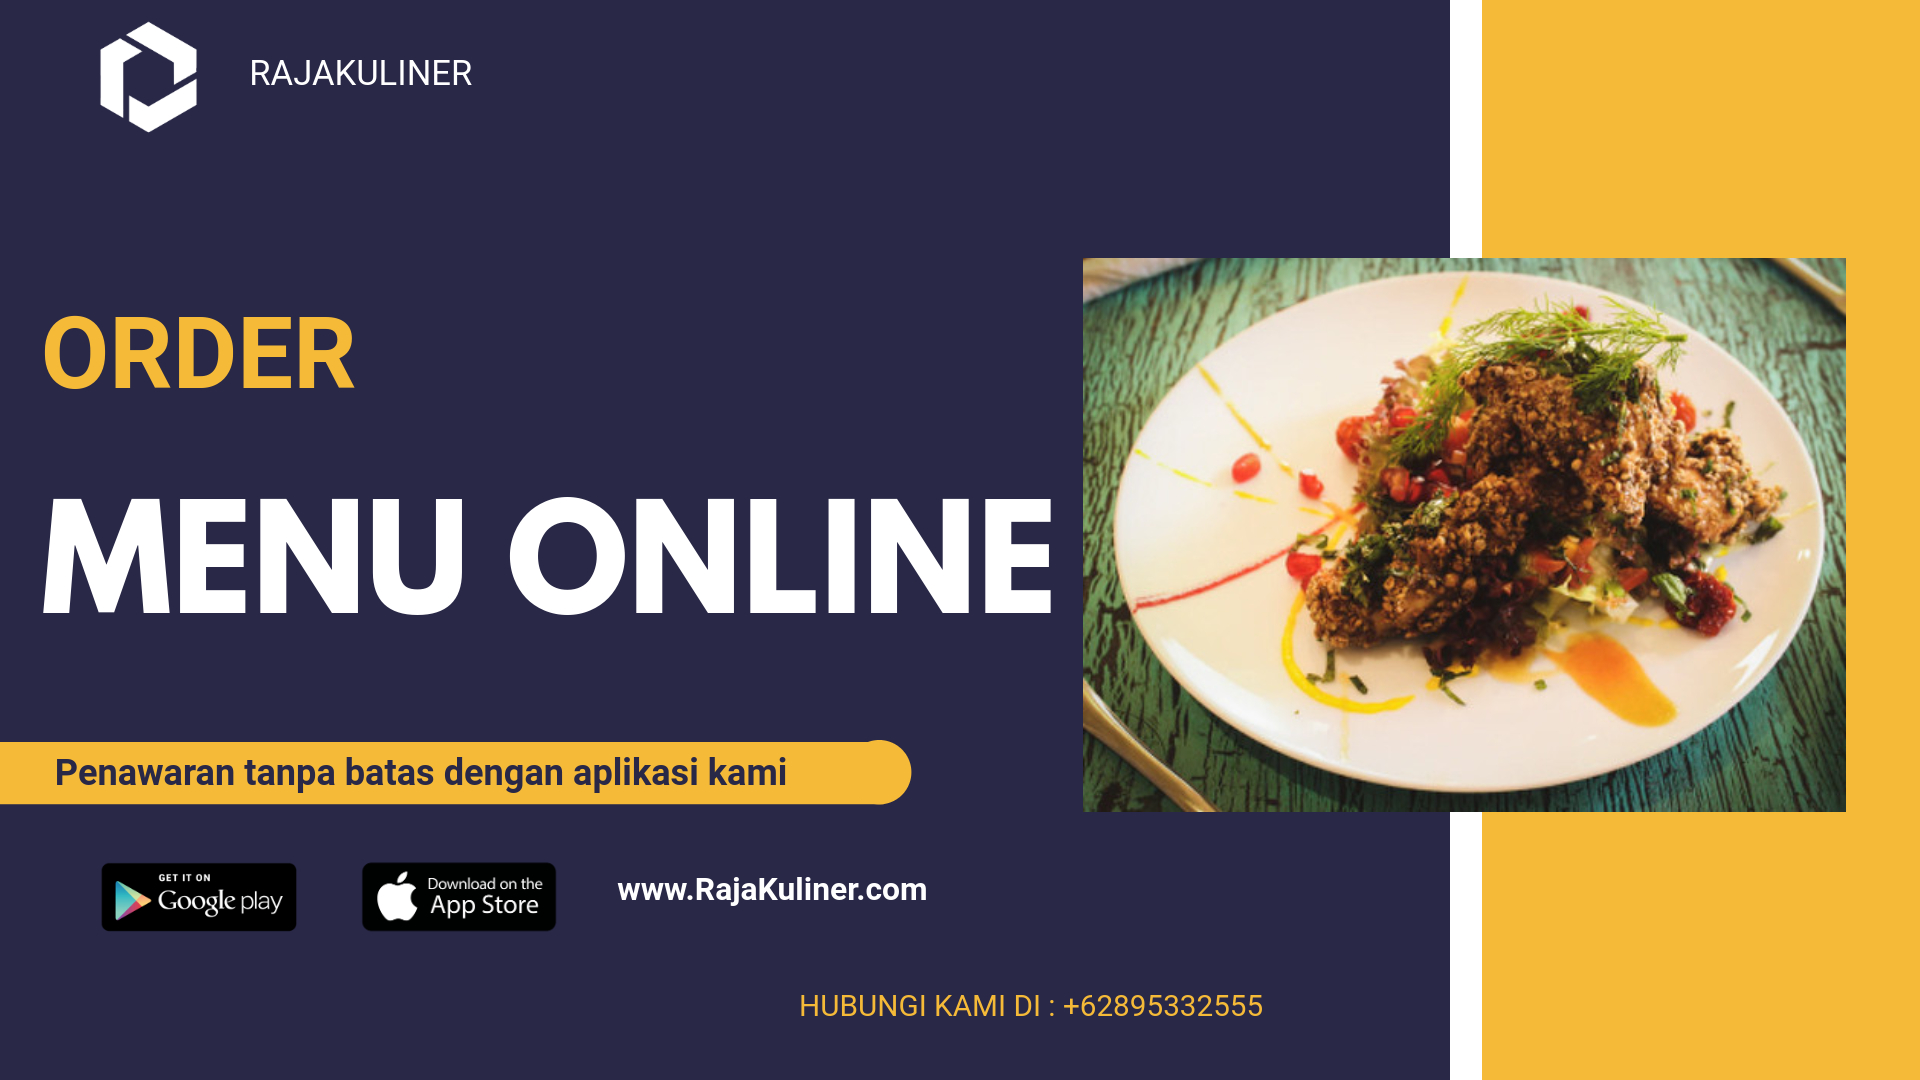 RAJAKULINER
ORDER
MENU ONLINE
Penawaran tanpa batas dengan aplikasi kami
GET IT ON
Google play
Download on the
App Store
www.RajaKuliner.com
HUBUNGI KAMI DI : +62895332555